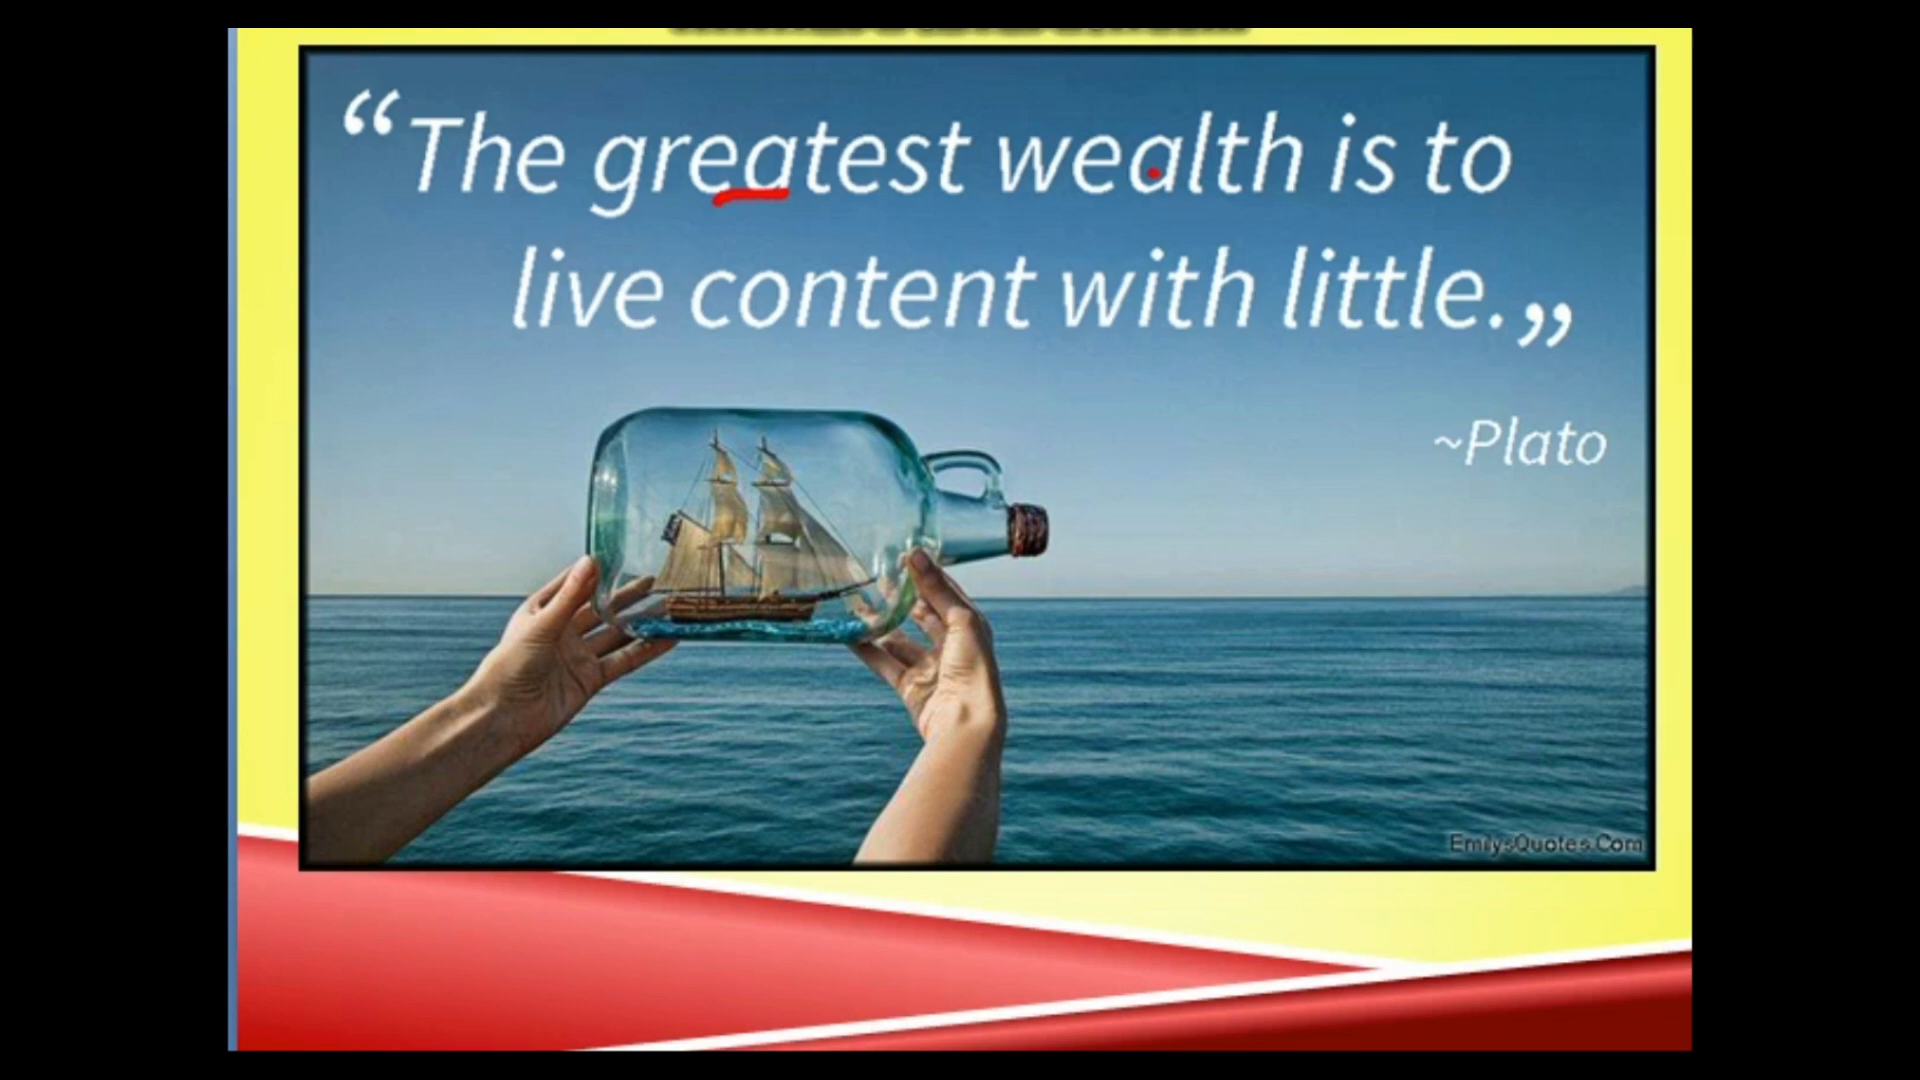 “The greatest wealth is to
live content with little.”
~Plato
EmilysQuotes.Com